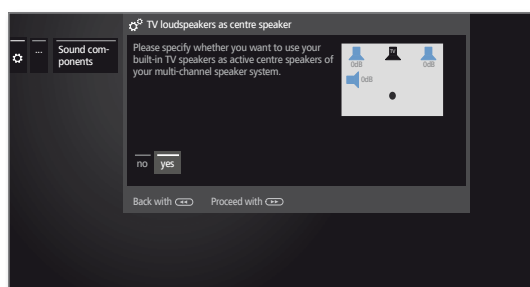 TV loudspeakers as centre speaker
...
Sound com-
ponents
Please specify whether you want to use your
built-in TV speakers as active centre speakers of
your multi-channel speaker system.
0dB
TV
0dB
0dB
no yes
Back with Proceed with